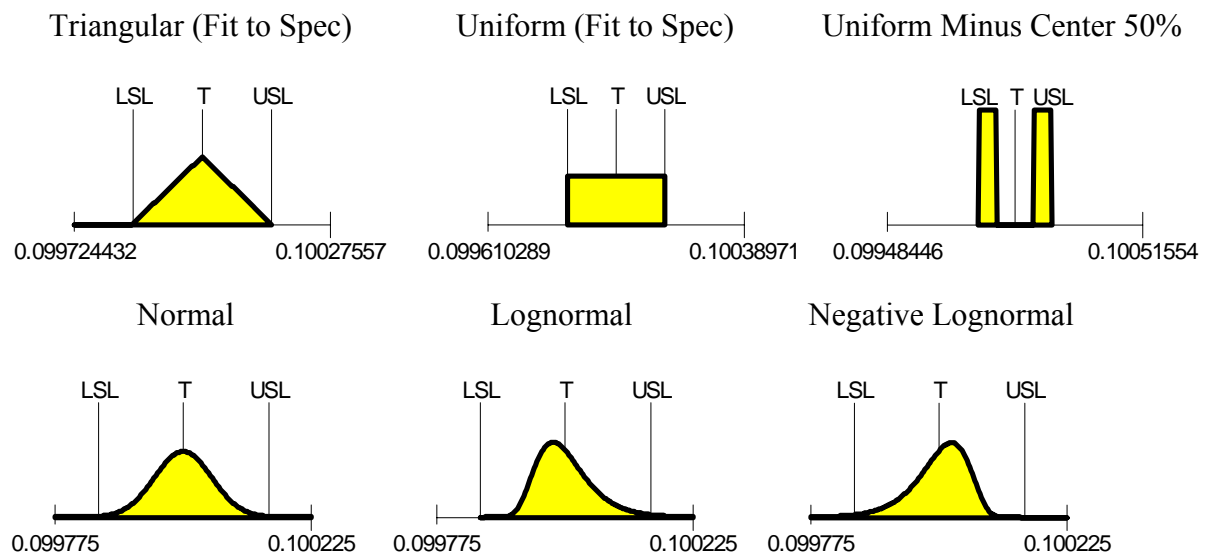 Triangular (Fit to Spec)
Uniform (Fit to Spec)
Uniform Minus Center 50%
LSL T USL
LSL T USL
LSL T USL
0.099724432 0.10027557
0.099610289 0.10038971
0.09948446 0.10051554
Normal
Lognormal
Negative Lognormal
LSL T USL
LSL T USL
LSL T USL
0.099775 0.100225
0.099775 0.100225
0.099775 0.100225